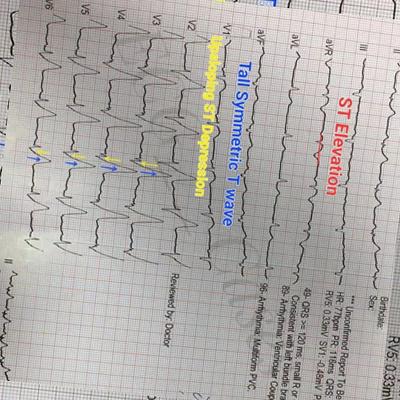 II
III
aVR
aVL
aVF
V1
V2
V3
V4
V5
V6
ST Elevation
Tall Symmetric T wave
Upsloping ST Depression
Birthdate:
Sex:
RV5: 0.33m
*** Unconfirmed Report To Be
HR: 77bpm PR: 116ms QRS:
RV5: 0.33mV SV1: -0.48mV P
49- QRS >= 120 ms, small R or
Consistent with left bundle bra
89- Arrhythmia: Ventricular Coup
96- Arrhythmia: Multiform PVC.
Reviewed by: Doctor
II